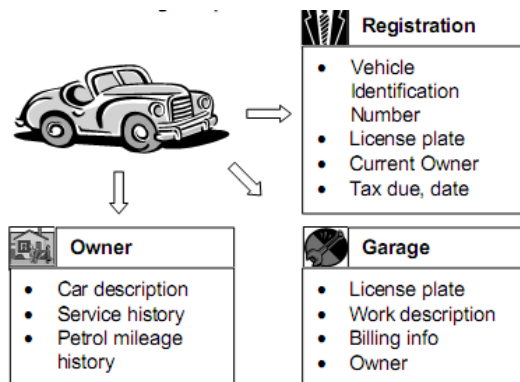 Registration
• Vehicle
Identification
Number
• License plate
• Current Owner
• Tax due, date
Owner
• Car description
• Service history
• Petrol mileage
history
Garage
• License plate
• Work description
• Billing info
• Owner